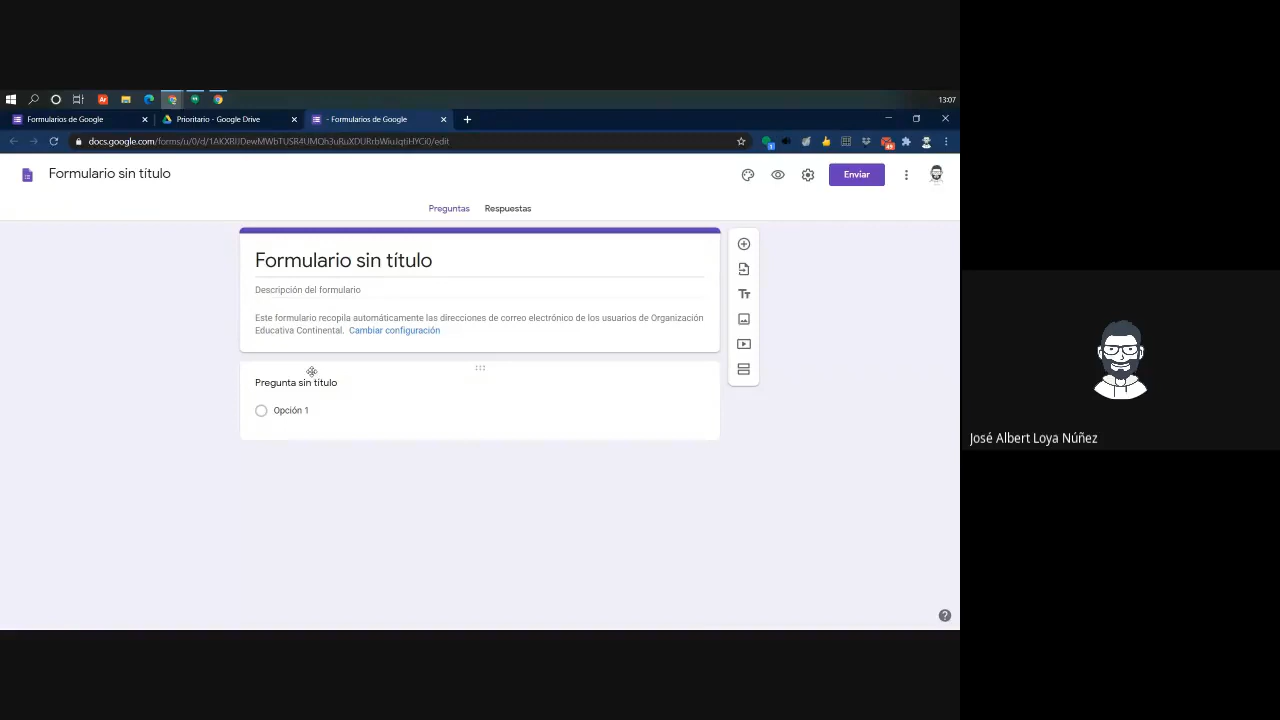 Ar
13:07
Formularios de Google
Prioritario - Google Drive
- Formularios de Google
Formulario sin título
Enviar
Preguntas
Respuestas
Formulario sin título
Descripción del formulario
Este formulario recopila automáticamente las direcciones de correo electrónico de los usuarios de Organización
Educativa Continental. Cambiar configuración
Pregunta sin título
Opción 1
José Albert Loya Núñez